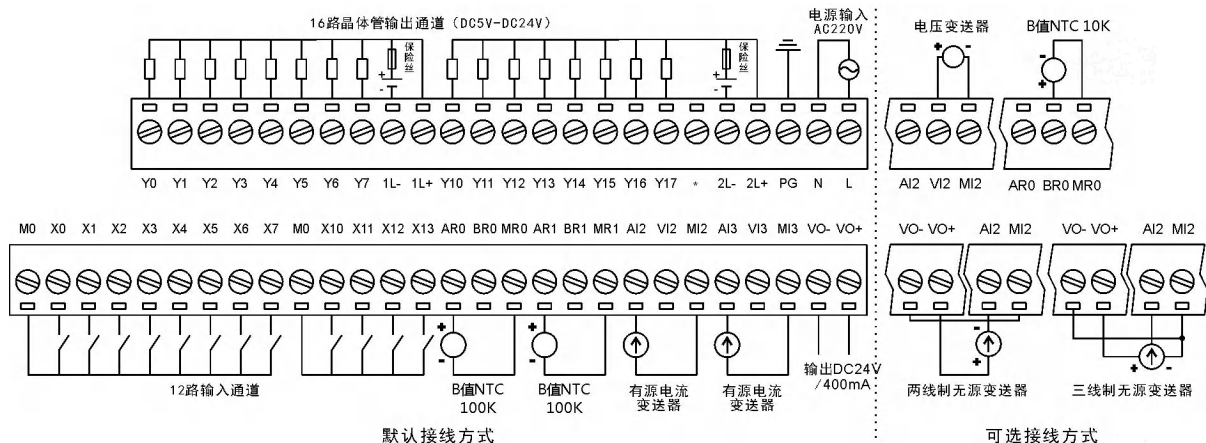 16路晶体管输出通道（DC5V-DC24V）
保险丝
+
-
保险丝
+
-
电源输入
AC220V
电压变送器
+
-
B值NTC 10K
-
+
Y0 Y1 Y2 Y3 Y4 Y5 Y6 Y7 1L- 1L+ Y10 Y11 Y12 Y13 Y14 Y15 Y16 Y17 * 2L- 2L+ PG N L
AI2 VI2 MI2
AR0 BR0 MR0
M0 X0 X1 X2 X3 X4 X5 X6 X7 M0 X10 X11 X12 X13 AR0 BR0 MR0 AR1 BR1 MR1 AI2 VI2 MI2 AI3 VI3 MI3 VO- VO+
VO- VO+ AI2 MI2
VO- VO+ AI2 MI2
12路输入通道
+
-
B值NTC
100K
+
-
B值NTC
100K
有源电流
变送器
有源电流
变送器
输出DC24V
/400mA
-
+
两线制无源变送器
+
-
三线制无源变送器
默认接线方式
可选接线方式